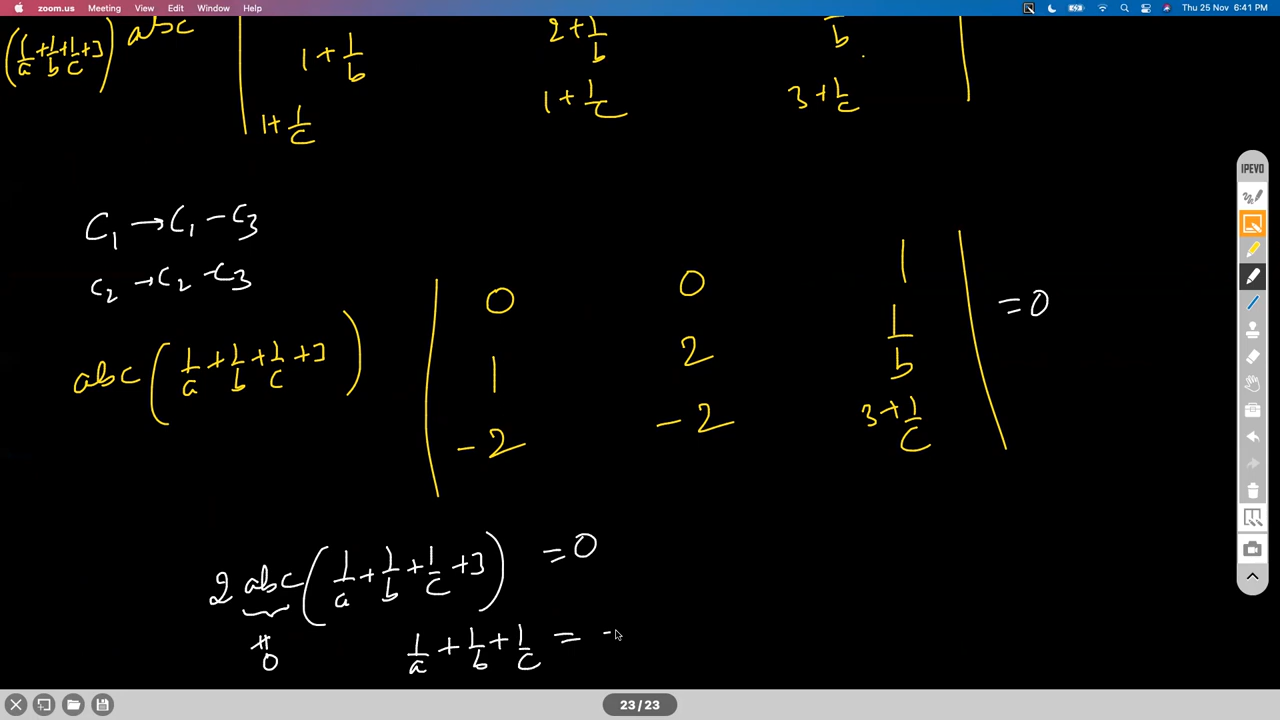 zoom.us Meeting View Edit Window Help Thu 25 Nov 6:41 PM
(1/a + 1/b + 1/c + 3) abc
1 + 1/b 2 + 1/b 1/b
1 + 1/c 1 + 1/c 3 + 1/c
C1 → C1 - C3
C2 → C2 - C3
abc (1/a + 1/b + 1/c + 3) | 0 0 1 | = 0
1 2 1/b
-2 -2 3 + 1/c
2 abc (1/a + 1/b + 1/c + 3) = 0
≠ 0
1/a + 1/b + 1/c = -
IPEVO
23/23